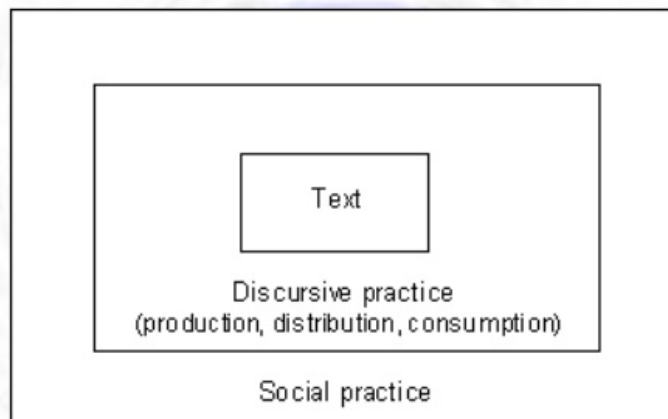 Text
Discursive practice
(production, distribution, consumption)
Social practice